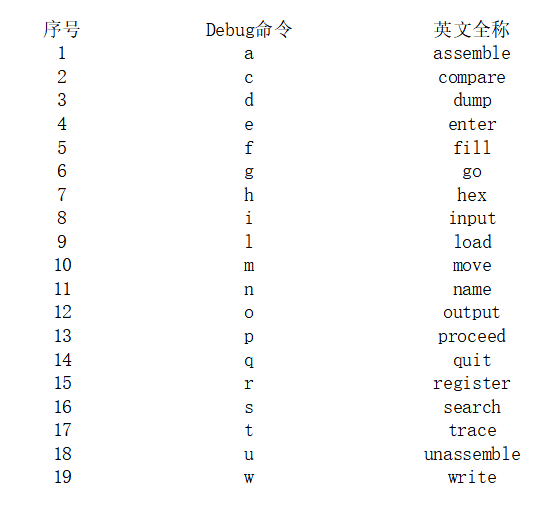 序号 Debug命令 英文全称
1 a assemble
2 c compare
3 d dump
4 e enter
5 f fill
6 g go
7 h hex
8 i input
9 l load
10 m move
11 n name
12 o output
13 p proceed
14 q quit
15 r register
16 s search
17 t trace
18 u unassemble
19 w write